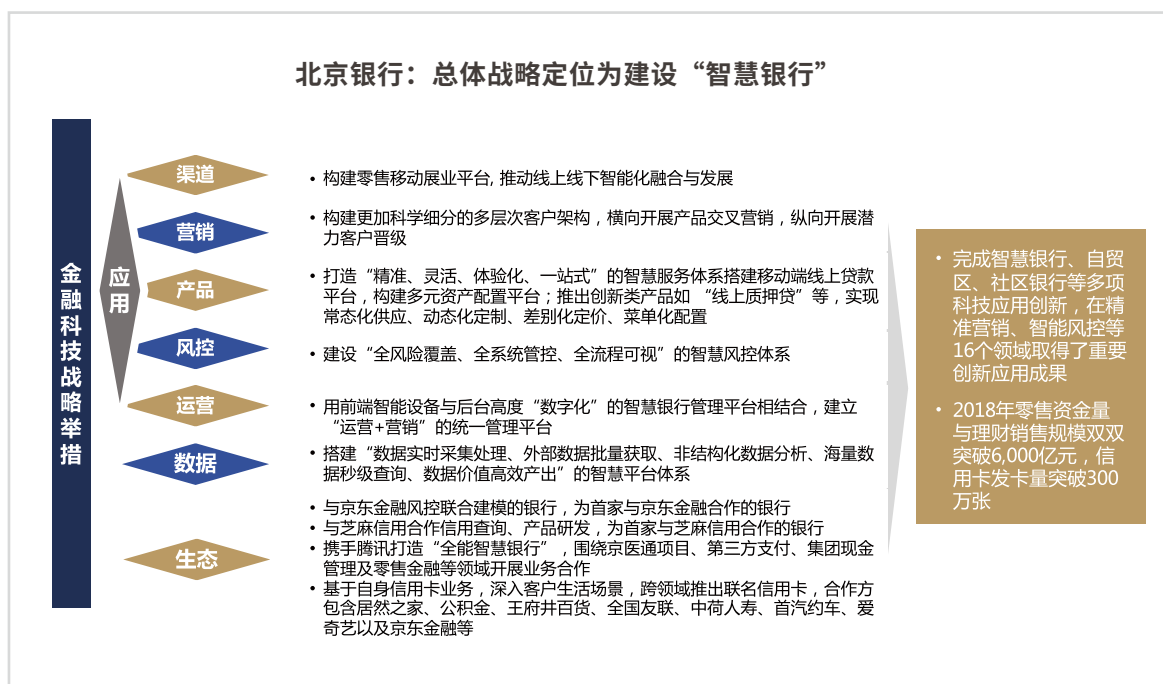 北京银行：总体战略定位为建设“智慧银行”
金融科技战略举措
应用
渠道
• 构建零售移动展业平台, 推动线上线下智能化融合与发展
营销
• 构建更加科学细分的多层次客户架构，横向开展产品交叉营销，纵向开展潜
力客户晋级
产品
• 打造“精准、灵活、体验化、一站式”的智慧服务体系搭建移动端线上贷款
平台，构建多元资产配置平台；推出创新类产品如 “线上质押贷”等，实现
常态化供应、动态化定制、差别化定价、菜单化配置
风控
• 建设“全风险覆盖、全系统管控、全流程可视”的智慧风控体系
运营
• 用前端智能设备与后台高度“数字化”的智慧银行管理平台相结合，建立
“运营+营销”的统一管理平台
数据
• 搭建“数据实时采集处理、外部数据批量获取、非结构化数据分析、海量数
据秒级查询、数据价值高效产出”的智慧平台体系
生态
• 与京东金融风控联合建模的银行，为首家与京东金融合作的银行
• 与芝麻信用合作信用查询、产品研发，为首家与芝麻信用合作的银行
• 携手腾讯打造“全能智慧银行”，围绕京医通项目、第三方支付、集团现金
管理及零售金融等领域开展业务合作
• 基于自身信用卡业务，深入客户生活场景，跨领域推出联名信用卡，合作方
包含居然之家、公积金、王府井百货、全国友联、中荷人寿、首汽约车、爱
奇艺以及京东金融等
• 完成智慧银行、自贸
区、社区银行等多项
科技应用创新，在精
准营销、智能风控等
16个领域取得了重要
创新应用成果
• 2018年零售资金量
与理财销售规模双双
突破6,000亿元，信
用卡发卡量突破300
万张